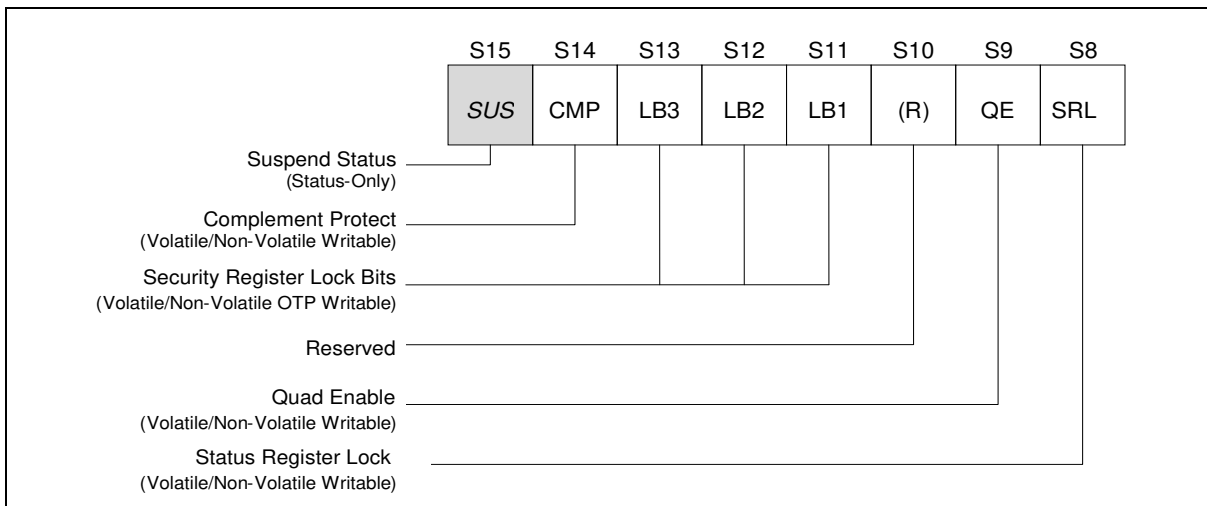 S15 S14 S13 S12 S11 S10 S9 S8
SUS CMP LB3 LB2 LB1 (R) QE SRL
Suspend Status
(Status-Only)
Complement Protect
(Volatile/Non-Volatile Writable)
Security Register Lock Bits
(Volatile/Non-Volatile OTP Writable)
Reserved
Quad Enable
(Volatile/Non-Volatile Writable)
Status Register Lock
(Volatile/Non-Volatile Writable)